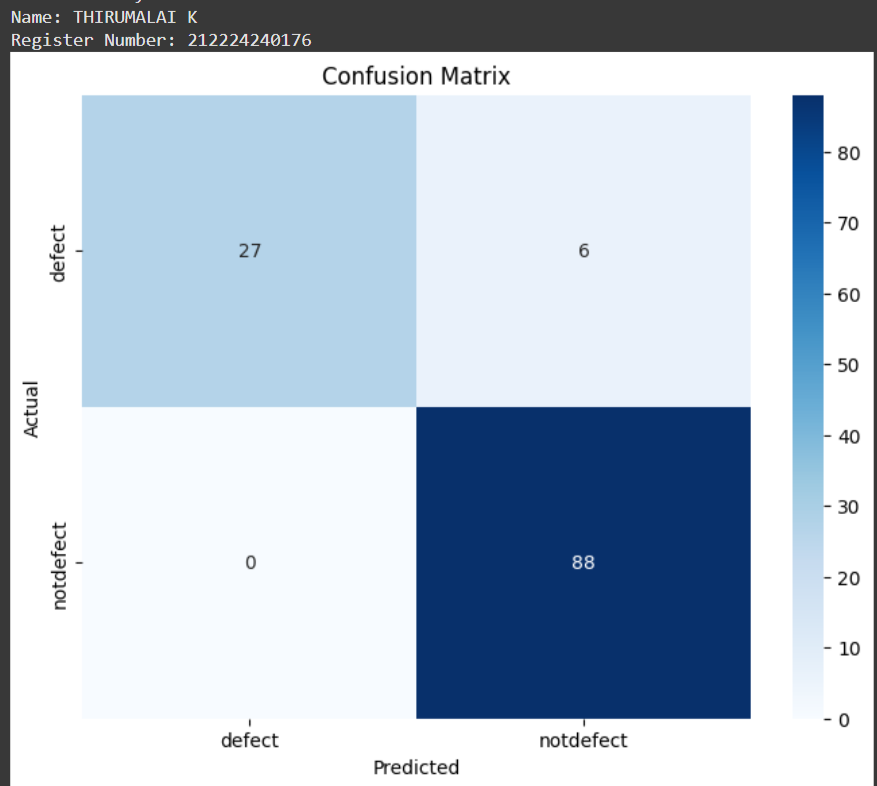 Name: THIRUMALAI K
Register Number: 212224240176
Confusion Matrix
defect
27
6
notdefect
0
88
Actual
defect
notdefect
Predicted
80
70
60
50
40
30
20
10
0